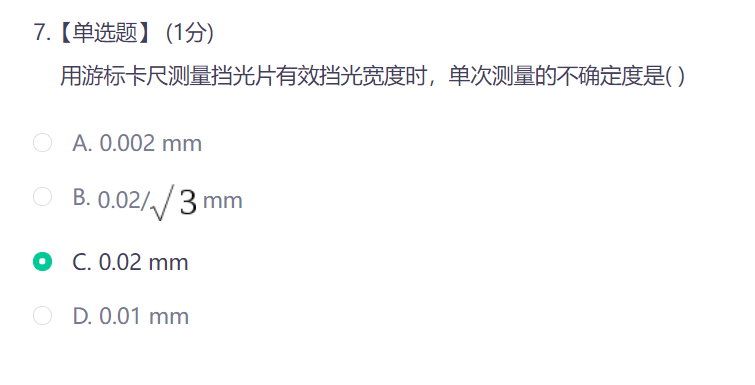 7.【单选题】 (1分)
用游标卡尺测量挡光片有效挡光宽度时，单次测量的不确定度是( )
A. 0.002 mm
B. 0.02/√3 mm
C. 0.02 mm
D. 0.01 mm